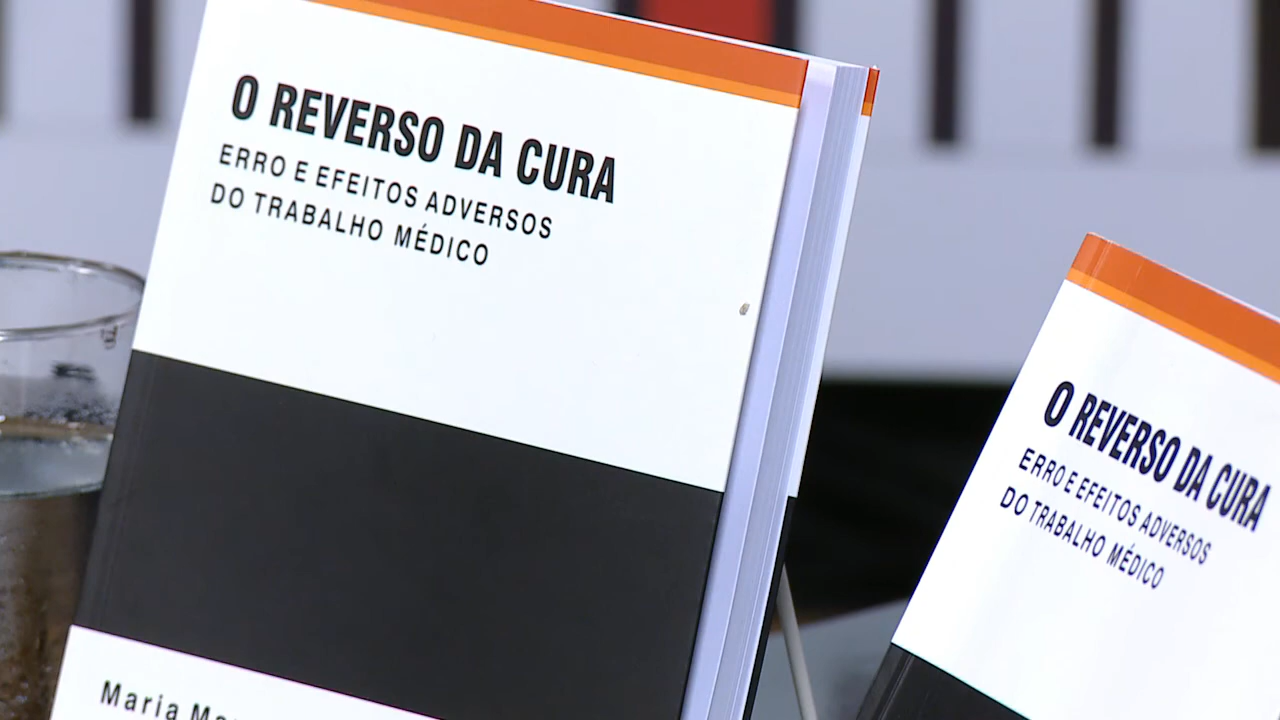 O REVERSO DA CURA
ERRO E EFEITOS ADVERSOS
DO TRABALHO MÉDICO
Maria
O REVERSO DA CURA
ERRO E EFEITOS ADVERSOS
DO TRABALHO MÉDICO